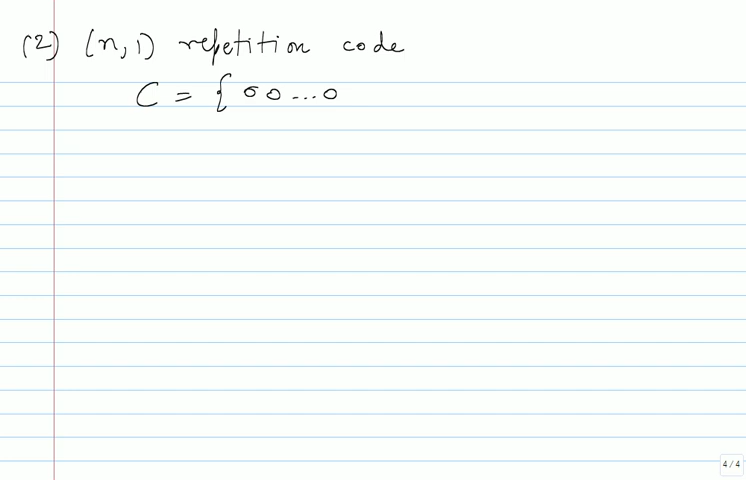 (2) (n,1) repetition code
C = { 00...0
4/4